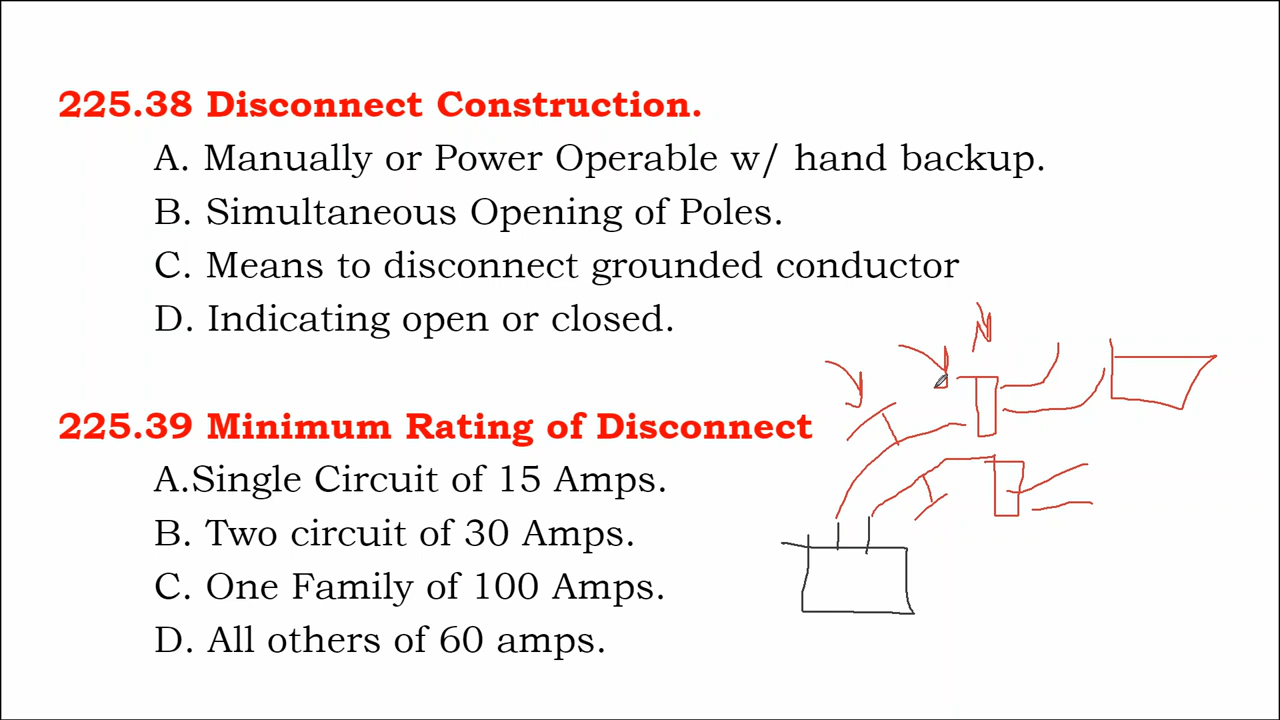 225.38 Disconnect Construction.
A. Manually or Power Operable w/ hand backup.
B. Simultaneous Opening of Poles.
C. Means to disconnect grounded conductor
D. Indicating open or closed.
N
225.39 Minimum Rating of Disconnect
A.Single Circuit of 15 Amps.
B. Two circuit of 30 Amps.
C. One Family of 100 Amps.
D. All others of 60 amps.